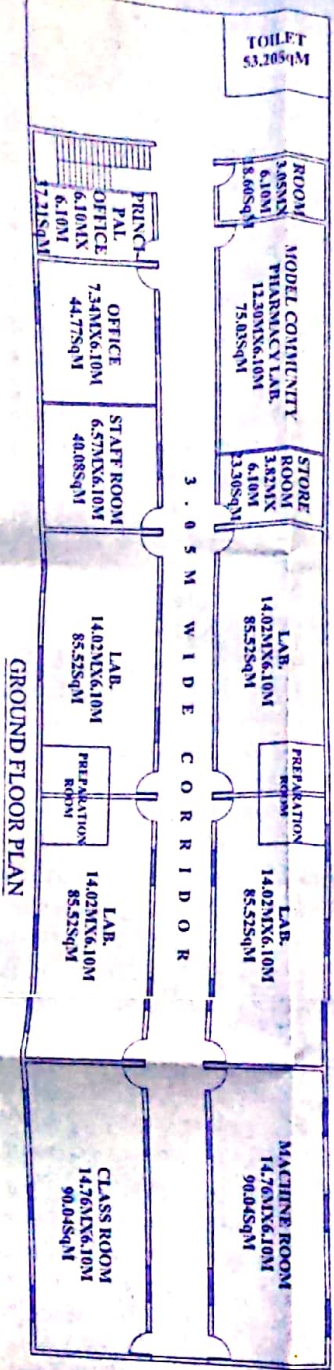 TOILET
53.20SqM
ROOM
3.05MX
6.10M
18.60SqM
MODEL COMMUNITY
PHARMACY LAB.
12.30MX6.10M
75.03SqM
STORE
ROOM
3.82MX
6.10M
23.30SqM
LAB.
14.02MX6.10M
85.52SqM
PREPARATION
ROOM
LAB.
14.02MX6.10M
85.52SqM
MACHINE ROOM
14.76MX6.10M
90.04SqM
3.05M WIDE CORRIDOR
PRINCI
PAL
OFFICE
6.10MX
6.10M
37.21SqM
OFFICE
7.34MX6.10M
44.77SqM
STAFF ROOM
6.57MX6.10M
40.08SqM
LAB.
14.02MX6.10M
85.52SqM
PREPARATION
ROOM
LAB.
14.02MX6.10M
85.52SqM
CLASS ROOM
14.76MX6.10M
90.04SqM
GROUND FLOOR PLAN